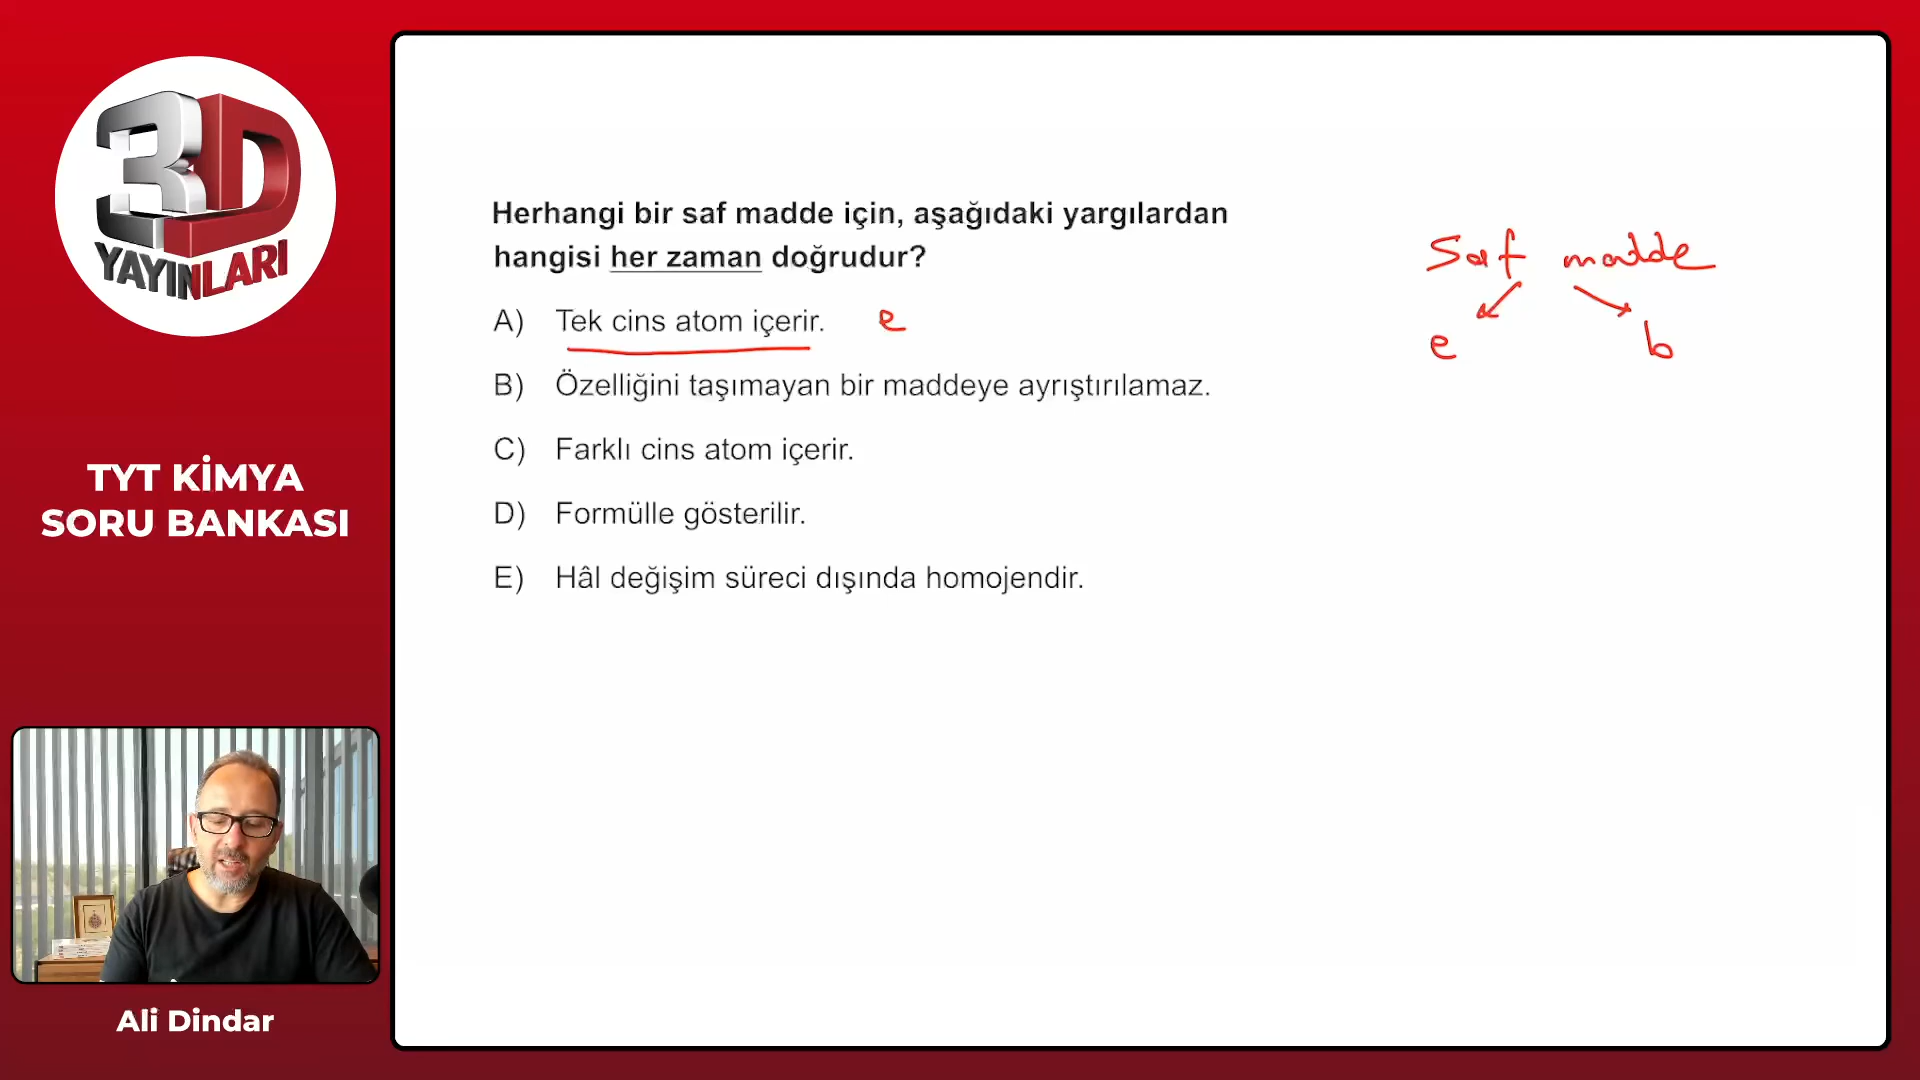 3D
YAYINLARI
TYT KİMYA
SORU BANKASI
Ali Dindar
Herhangi bir saf madde için, aşağıdaki yargılardan
hangisi her zaman doğrudur?
A) Tek cins atom içerir. e
B) Özelliğini taşımayan bir maddeye ayrıştırılamaz.
C) Farklı cins atom içerir.
D) Formülle gösterilir.
E) Hâl değişim süreci dışında homojendir.
Saf madde
e b